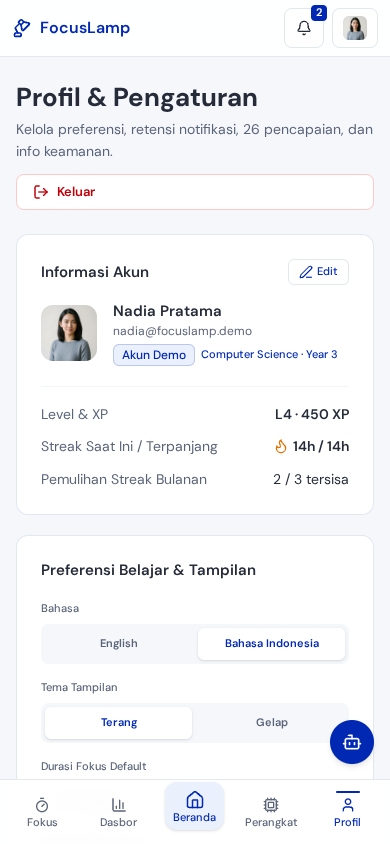 FocusLamp
2
Profil & Pengaturan
Kelola preferensi, retensi notifikasi, 26 pencapaian, dan
info keamanan.
Keluar
Informasi Akun
Edit
Nadia Pratama
nadia@focuslamp.demo
Akun Demo
Computer Science · Year 3
Level & XP
L4 · 450 XP
Streak Saat Ini / Terpanjang
14h / 14h
Pemulihan Streak Bulanan
2 / 3 tersisa
Preferensi Belajar & Tampilan
Bahasa
English
Bahasa Indonesia
Tema Tampilan
Terang
Gelap
Durasi Fokus Default
Fokus
Dasbor
Beranda
Perangkat
Profil